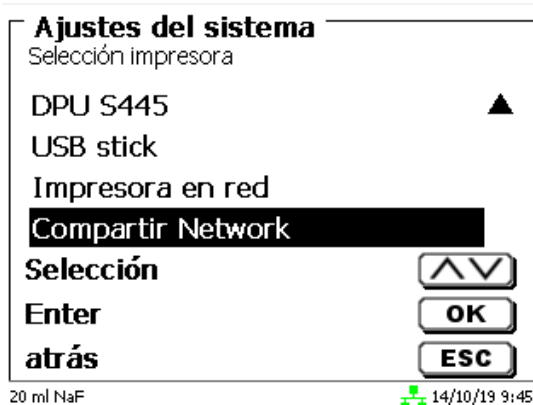 Ajustes del sistema
Selección impresora
DPU S445
USB stick
Impresora en red
Compartir Network
Selección
Enter OK
atrás ESC
20 ml NaF 14/10/19 9:45